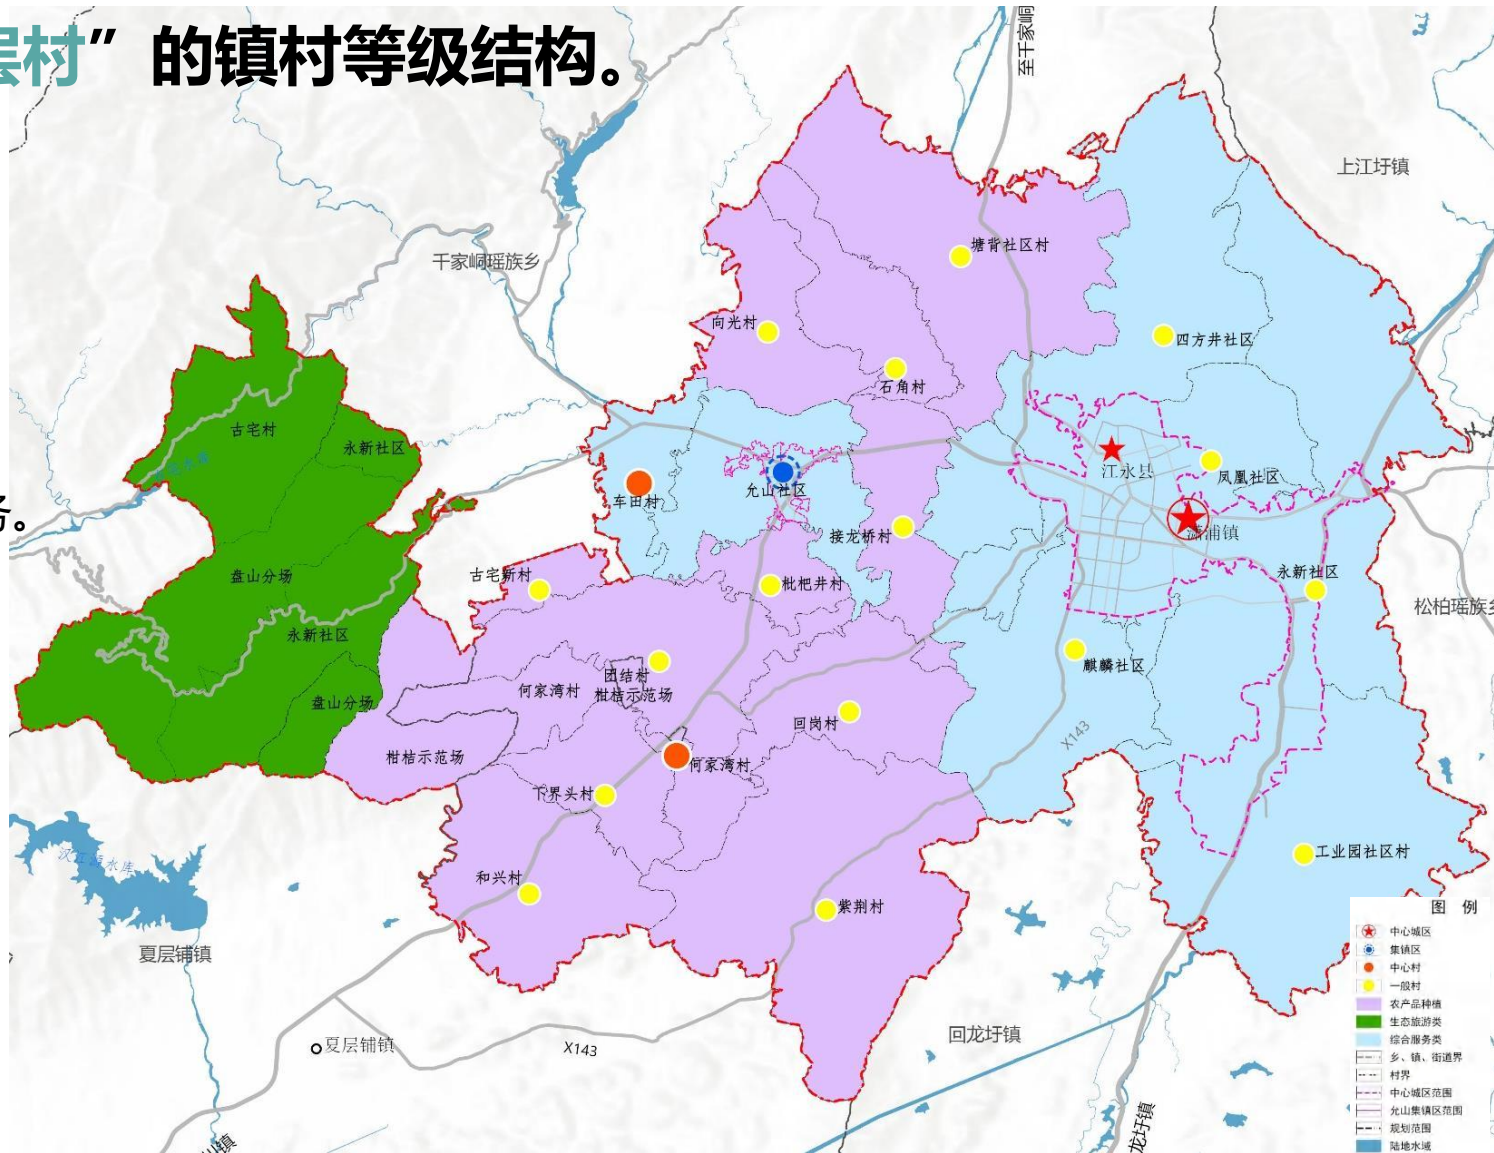 层村”的镇村等级结构。
务。
至千家峒
上江圩镇
千家峒瑶族乡
塘背社区村
向光村
四方井社区
石角村
古宅村
永新社区
江永县
凤凰社区
车田村
允山社区
接龙桥村
潇浦镇
古宅新村
枇杷井村
永新社区
盘山分场
松柏瑶族乡
永新社区
麒麟社区
团结村
何家湾村
柑桔示范场
盘山分场
回岗村
X143
柑桔示范场
何家湾村
下界头村
工业园社区村
和兴村
紫荆村
夏层铺镇
回龙圩镇
夏层铺镇
X143
龙圩镇
图 例
中心城区
集镇区
中心村
一般村
农产品种植
生态旅游类
综合服务类
乡、镇、街道界
村界
中心城区范围
允山集镇区范围
规划范围
陆地水域